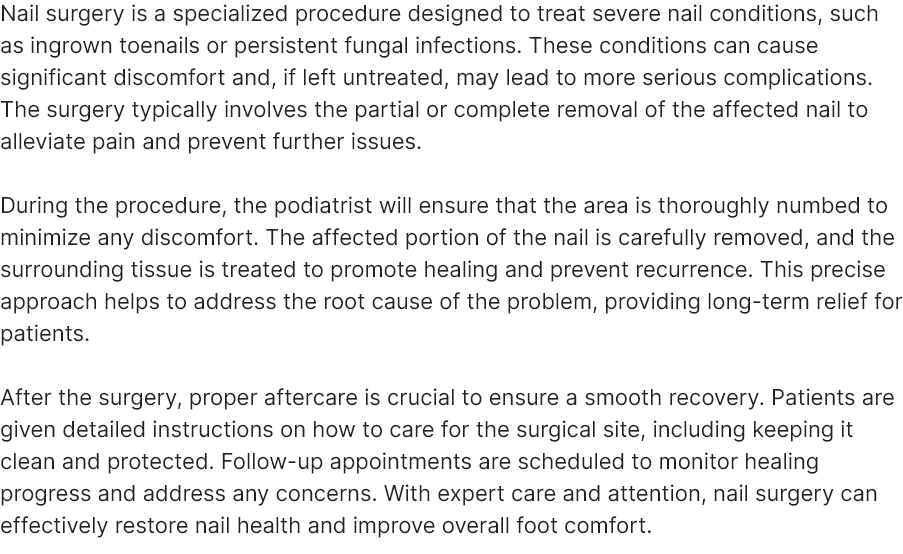 Nail surgery is a specialized procedure designed to treat severe nail conditions, such
as ingrown toenails or persistent fungal infections. These conditions can cause
significant discomfort and, if left untreated, may lead to more serious complications.
The surgery typically involves the partial or complete removal of the affected nail to
alleviate pain and prevent further issues.

During the procedure, the podiatrist will ensure that the area is thoroughly numbed to
minimize any discomfort. The affected portion of the nail is carefully removed, and the
surrounding tissue is treated to promote healing and prevent recurrence. This precise
approach helps to address the root cause of the problem, providing long-term relief for
patients.

After the surgery, proper aftercare is crucial to ensure a smooth recovery. Patients are
given detailed instructions on how to care for the surgical site, including keeping it
clean and protected. Follow-up appointments are scheduled to monitor healing
progress and address any concerns. With expert care and attention, nail surgery can
effectively restore nail health and improve overall foot comfort.